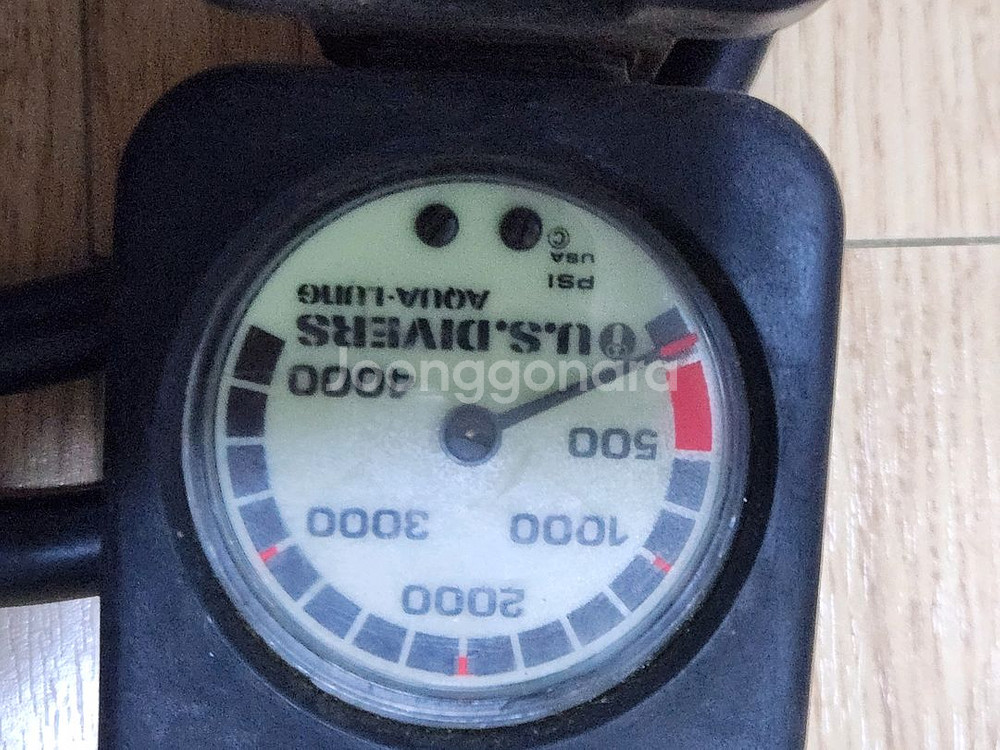 2000
3000
1000
500
4000
U.S.DIVERS
AQUA-LUNG
PSI
USA
©
Joonggonara